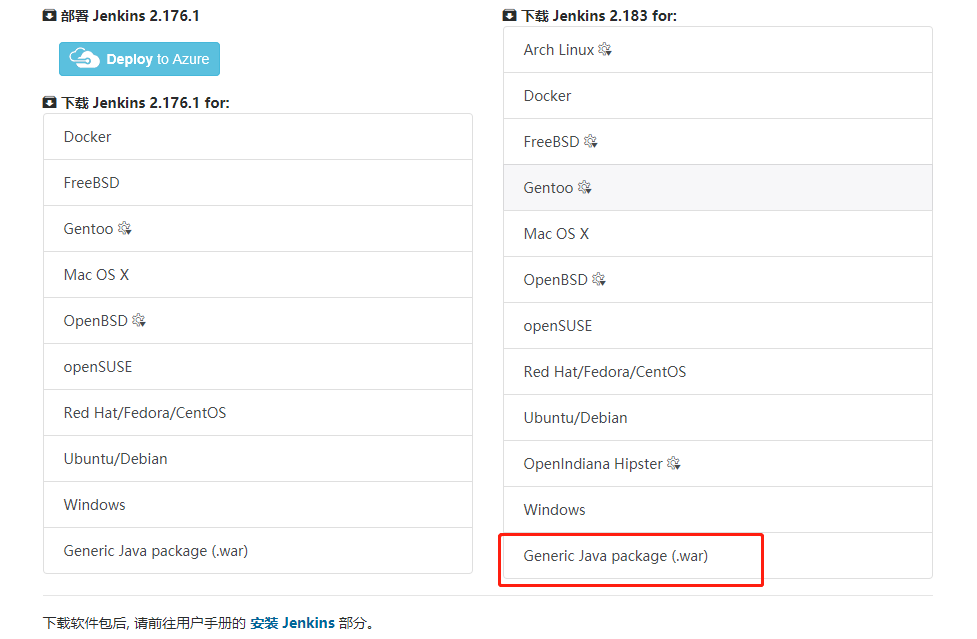 部署 Jenkins 2.176.1
Deploy to Azure
下载 Jenkins 2.176.1 for:
Docker
FreeBSD
Gentoo
Mac OS X
OpenBSD
openSUSE
Red Hat/Fedora/CentOS
Ubuntu/Debian
Windows
Generic Java package (.war)
下载 Jenkins 2.183 for:
Arch Linux
Docker
FreeBSD
Gentoo
Mac OS X
OpenBSD
openSUSE
Red Hat/Fedora/CentOS
Ubuntu/Debian
OpenIndiana Hipster
Windows
Generic Java package (.war)
下载软件包后, 请前往用户手册的 安装 Jenkins 部分。